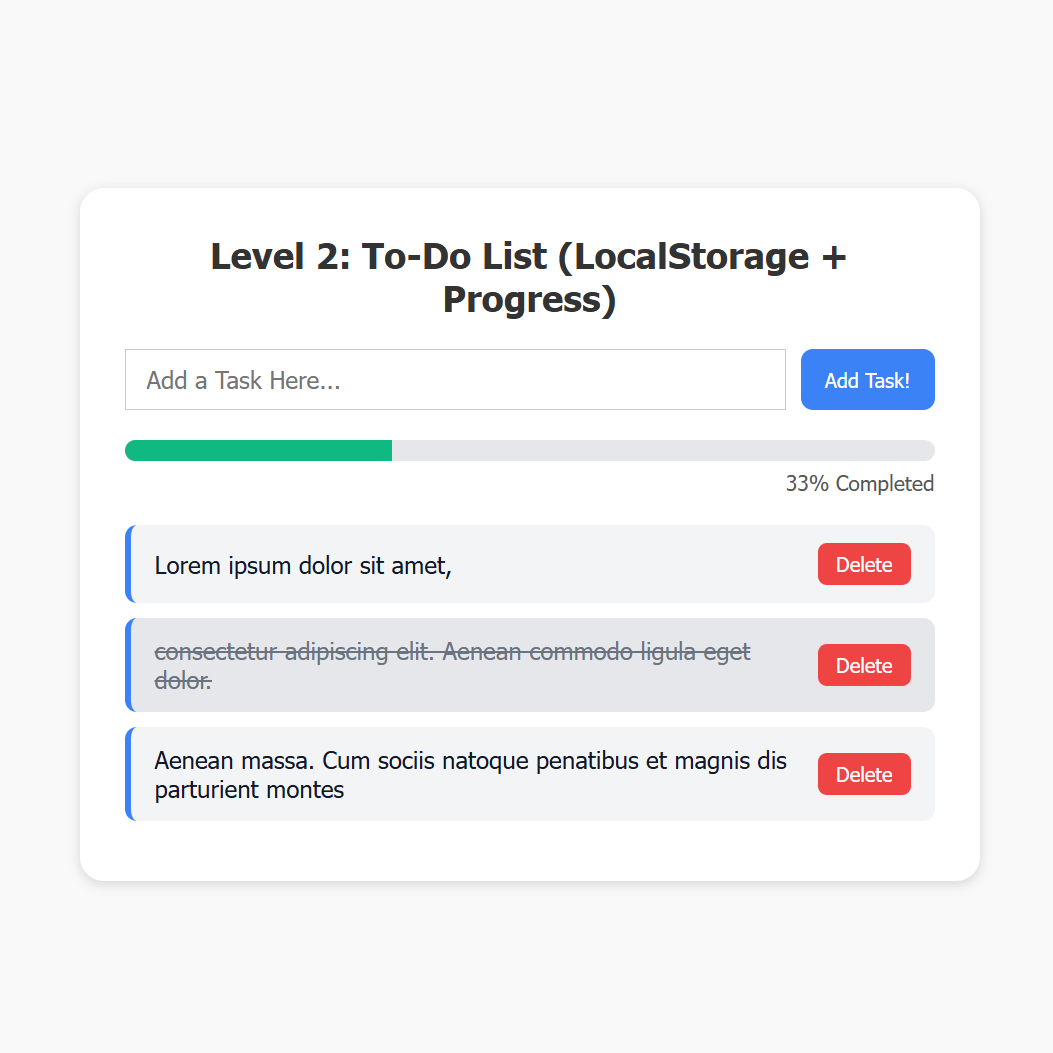 Level 2: To-Do List (LocalStorage +
Progress)
Add a Task Here...
Add Task!
33% Completed
Lorem ipsum dolor sit amet,
Delete
consectetur adipiscing elit. Aenean commodo ligula eget
dolor.
Delete
Aenean massa. Cum sociis natoque penatibus et magnis dis
parturient montes
Delete